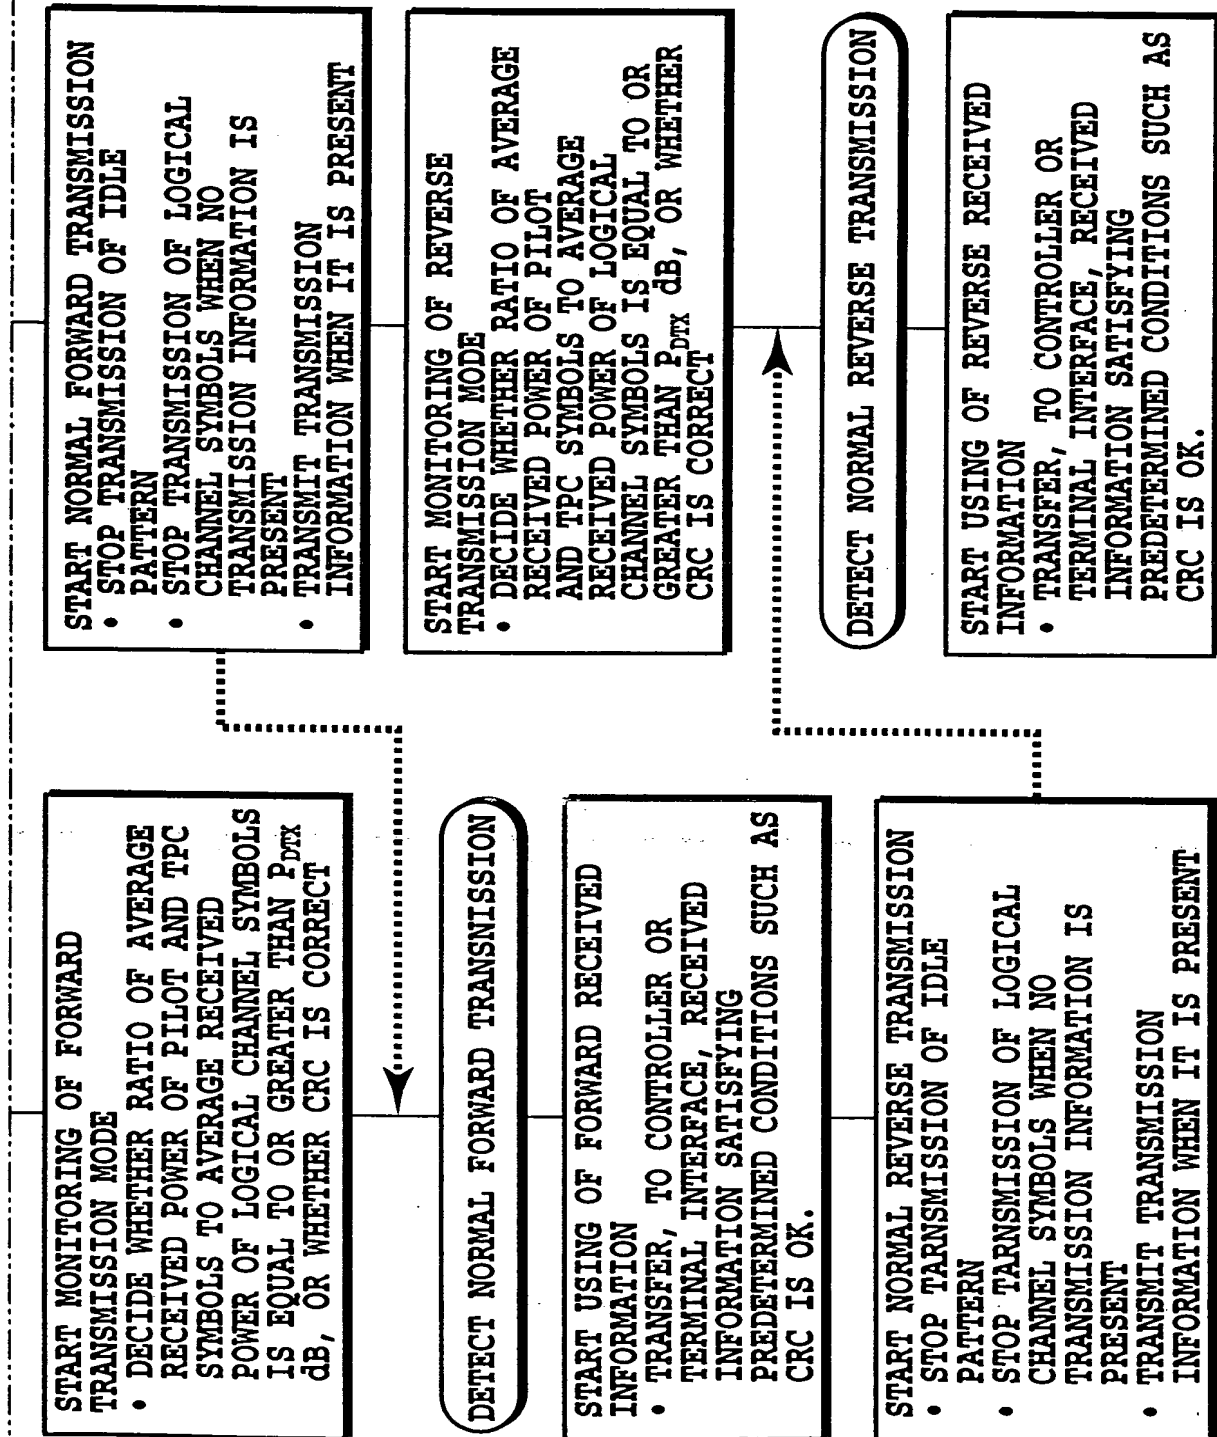 START MONITORING OF FORWARD
TRANSMISSION MODE
• DECIDE WHETHER RATIO OF AVERAGE
RECEIVED POWER OF PILOT AND TPC
SYMBOLS TO AVERAGE RECEIVED
POWER OF LOGICAL CHANNEL SYMBOLS
IS EQUAL TO OR GREATER THAN PDTX
dB, OR WHETHER CRC IS CORRECT
DETECT NORMAL FORWARD TRANSNISSION
START USING OF FORWARD RECEIVED
INFORMATION
• TRANSFER, TO CONTROLLER OR
TERMINAL INTERFACE, RECEIVED
INFORMATION SATISFYING
PREDETERMINED CONDITIONS SUCH AS
CRC IS OK.
START NORMAL REVERSE TRANSMISSION
• STOP TARNSMISSION OF IDLE
PATTERN
• STOP TARNSMISSION OF LOGICAL
CHANNEL SYMBOLS WHEN NO
TRANSMISSION INFORMATION IS
PRESENT
• TRANSMIT TRANSMISSION
INFORMATION WHEN IT IS PRESENT
START NORMAL FORWARD TRANSMISSION
• STOP TRANSMISSION OF IDLE
PATTERN
• STOP TRANSMISSION OF LOGICAL
CHANNEL SYMBOLS WHEN NO
TRANSMISSION INFORMATION IS
PRESENT
• TRANSMIT TRANSMISSION
INFORMATION WHEN IT IS PRESENT
START MONITORING OF REVERSE
TRANSMISSION MODE
• DECIDE WHETHER RATIO OF AVERAGE
RECEIVED POWER OF PILOT
AND TPC SYMBOLS TO AVERAGE
RECEIVED POWER OF LOGICAL
CHANNEL SYMBOLS IS EQUAL TO OR
GREATER THAN PDTX dB, OR WHETHER
CRC IS CORRECT
DETECT NORMAL REVERSE TRANSMISSION
START USING OF REVERSE RECEIVED
INFORMATION
• TRANSFER, TO CONTROLLER OR
TERMINAL INTERFACE, RECEIVED
INFORMATION SATISFYING
PREDETERMINED CONDITIONS SUCH AS
CRC IS OK.